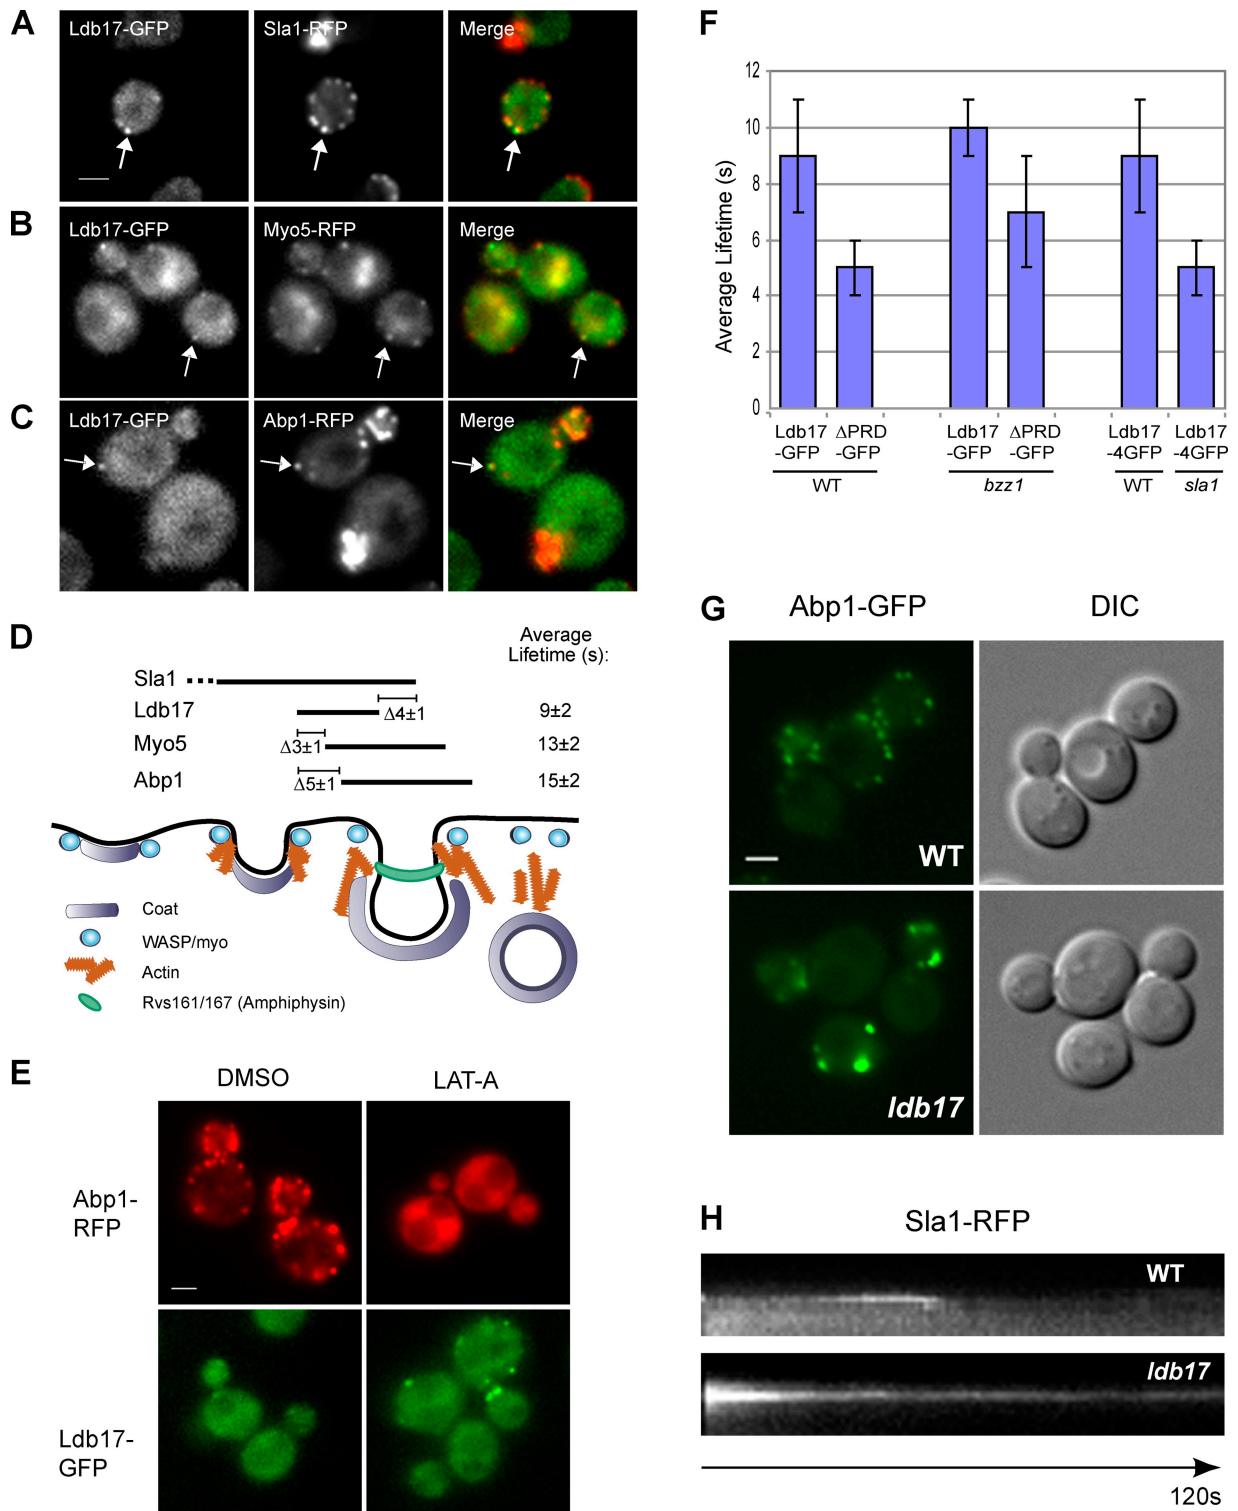 A
Ldb17-GFP
Sla1-RFP
Merge
B
Ldb17-GFP
Myo5-RFP
Merge
C
Ldb17-GFP
Abp1-RFP
Merge
D
Average
Lifetime (s):
Sla1
Ldb17
Δ4±1
9±2
Myo5
Δ3±1
13±2
Abp1
Δ5±1
15±2
Coat
WASP/myo
Actin
Rvs161/167 (Amphiphysin)
E
DMSO
LAT-A
Abp1-
RFP
Ldb17-
GFP
F
Average Lifetime (s)
12
10
8
6
4
2
0
Ldb17
-GFP
ΔPRD
-GFP
Ldb17
-GFP
ΔPRD
-GFP
Ldb17
-4GFP
Ldb17
-4GFP
WT
bzz1
WT
sla1
G
Abp1-GFP
DIC
WT
ldb17
H
Sla1-RFP
WT
ldb17
120s